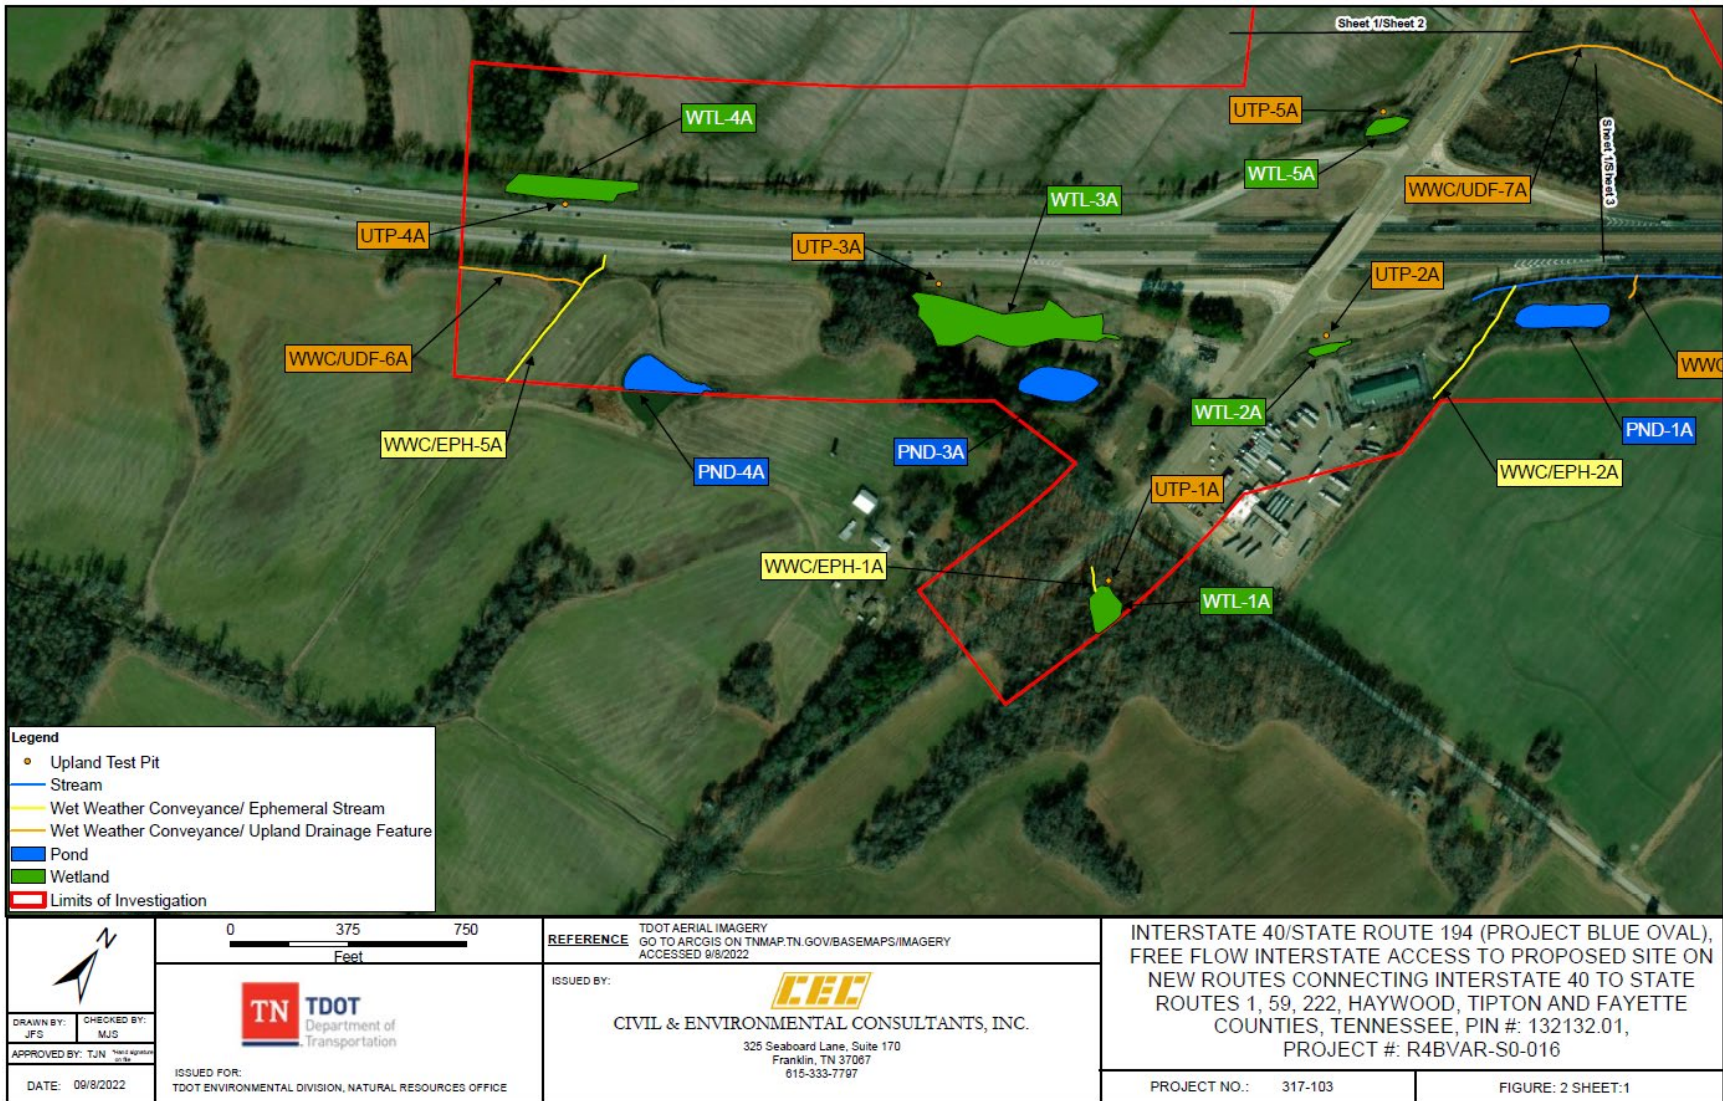 Sheet 1/Sheet 2
WTL-4A
UTP-5A
WTL-5A
WWC/UDF-7A
Sheet 1/Sheet 3
WTL-3A
UTP-4A
UTP-3A
UTP-2A
WWC/UDF-6A
WWC
WTL-2A
PND-1A
WWC/EPH-5A
PND-4A
PND-3A
WWC/EPH-2A
UTP-1A
WWC/EPH-1A
WTL-1A
Legend
Upland Test Pit
Stream
Wet Weather Conveyance/ Ephemeral Stream
Wet Weather Conveyance/ Upland Drainage Feature
Pond
Wetland
Limits of Investigation
N
DRAWN BY:
JFS
CHECKED BY:
MJS
APPROVED BY: TJN *Hand signature
on file
DATE: 09/8/2022
0 375 750
Feet
TN TDOT
Department of
Transportation
ISSUED FOR:
TDOT ENVIRONMENTAL DIVISION, NATURAL RESOURCES OFFICE
REFERENCE
TDOT AERIAL IMAGERY
GO TO ARCGIS ON TNMAP.TN.GOV/BASEMAPS/IMAGERY
ACCESSED 9/8/2022
ISSUED BY:
CEC
CIVIL & ENVIRONMENTAL CONSULTANTS, INC.
325 Seaboard Lane, Suite 170
Franklin, TN 37067
615-333-7797
INTERSTATE 40/STATE ROUTE 194 (PROJECT BLUE OVAL),
FREE FLOW INTERSTATE ACCESS TO PROPOSED SITE ON
NEW ROUTES CONNECTING INTERSTATE 40 TO STATE
ROUTES 1, 59, 222, HAYWOOD, TIPTON AND FAYETTE
COUNTIES, TENNESSEE, PIN #: 132132.01,
PROJECT #: R4BVAR-S0-016
PROJECT NO.: 317-103
FIGURE: 2 SHEET:1